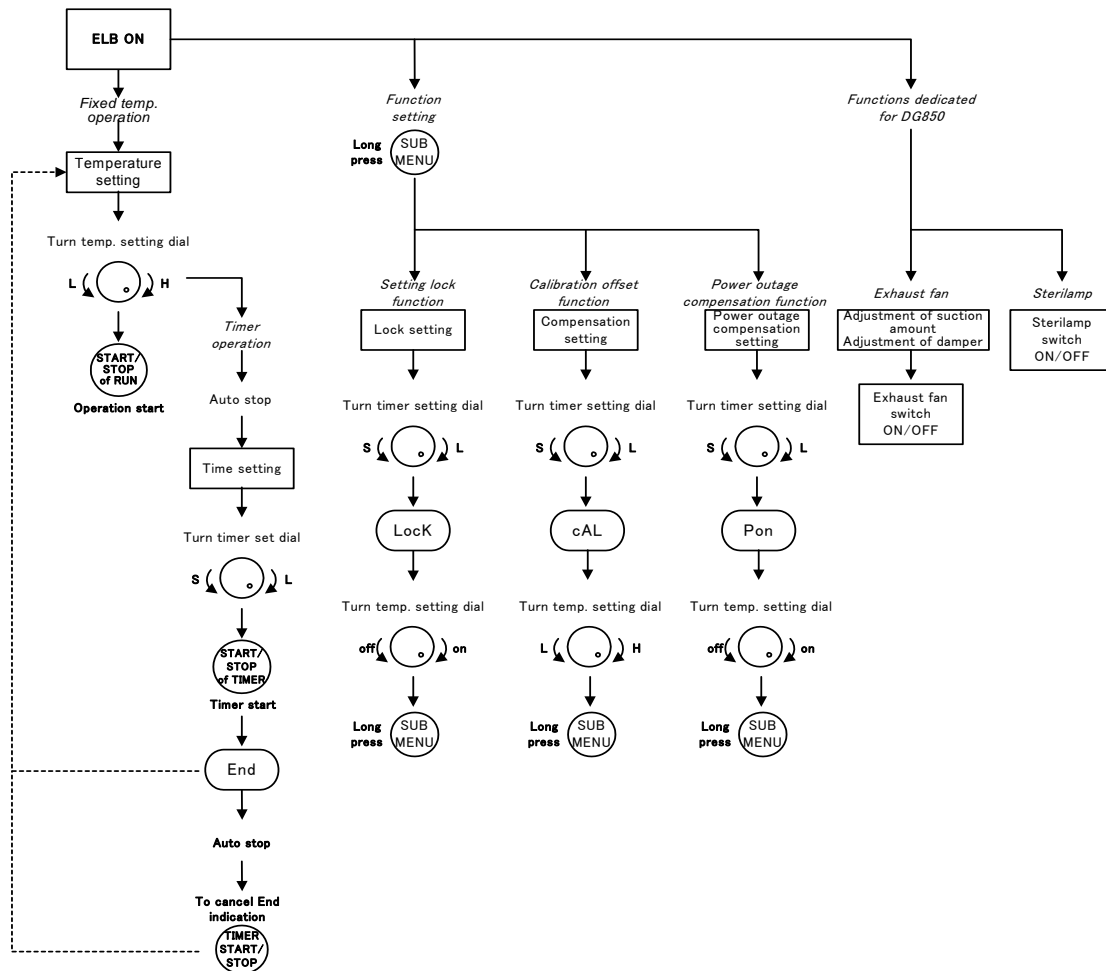 ELB ON
Fixed temp.
operation
Temperature
setting
Turn temp. setting dial
L
H
START/
STOP
of RUN
Operation start
Timer
operation
Auto stop
Time setting
Turn timer set dial
S
L
START/
STOP
of TIMER
Timer start
End
Auto stop
To cancel End
indication
TIMER
START/
STOP
Function
setting
Long
press
SUB
MENU
Setting lock
function
Lock setting
Turn timer setting dial
S
L
LocK
Turn temp. setting dial
off
on
Long
press
SUB
MENU
Calibration offset
function
Compensation
setting
Turn timer setting dial
S
L
cAL
Turn temp. setting dial
L
H
Long
press
SUB
MENU
Power outage
compensation function
Power outage
compensation
setting
Turn timer setting dial
S
L
Pon
Turn temp. setting dial
off
on
Long
press
SUB
MENU
Functions dedicated
for DG850
Exhaust fan
Adjustment of suction
amount
Adjustment of damper
Exhaust fan
switch
ON/OFF
Sterilamp
Sterilamp
switch
ON/OFF